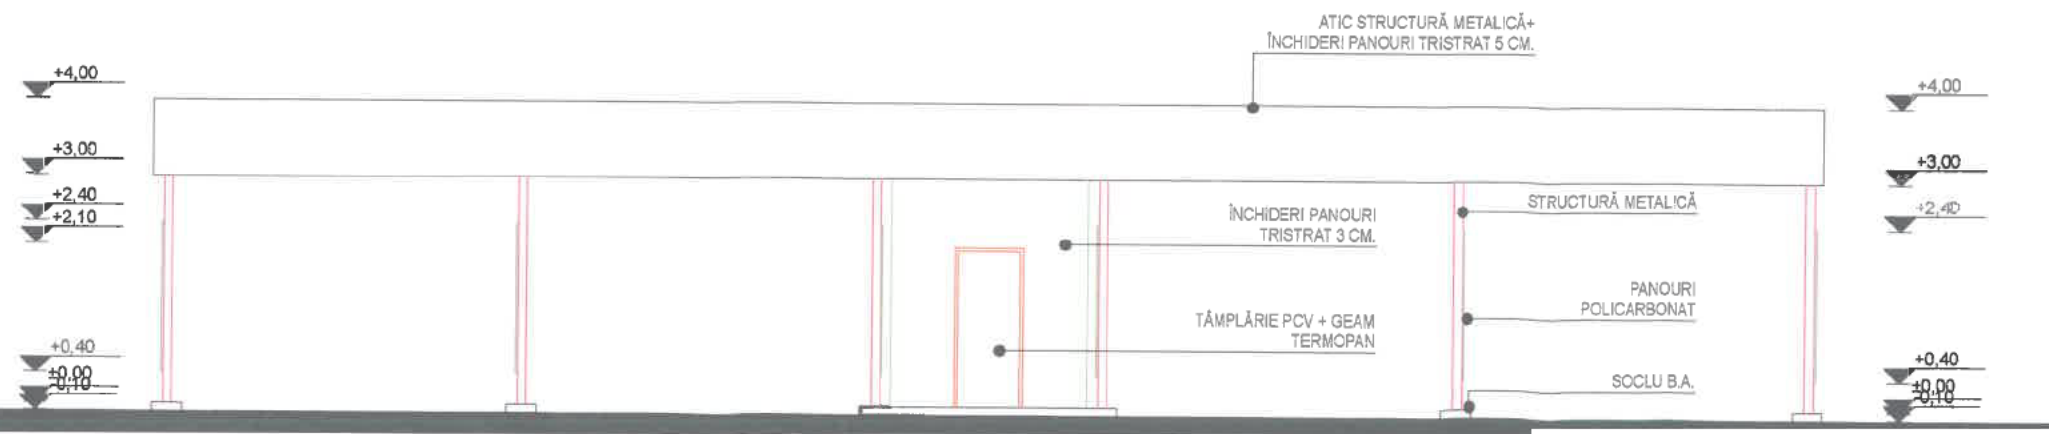 ATIC STRUCTURĂ METALICĂ+
ÎNCHIDERI PANOURI TRISTRAT 5 CM.
+4,00
+4,00
+3,00
+3,00
+2,40
+2,10
ÎNCHIDERI PANOURI
TRISTRAT 3 CM.
STRUCTURĂ METALICĂ
+2,40
PANOURI
POLICARBONAT
TÂMPLĂRIE PCV + GEAM
TERMOPAN
+0,40
±0,00
-0,10
SOCLU B.A.
+0,40
±0,00
-0,10